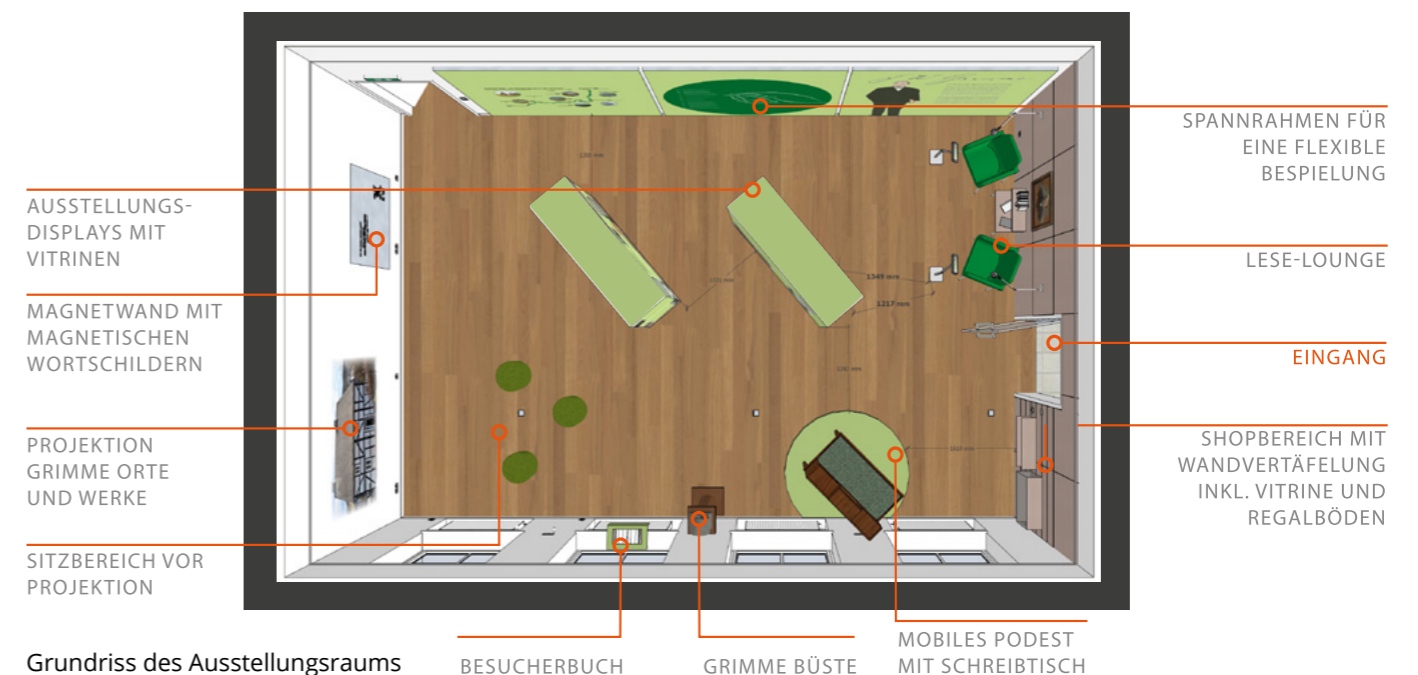 SPANNRAHMEN FÜR
EINE FLEXIBLE
BESPIELUNG
AUSSTELLUNGS-
DISPLAYS MIT
VITRINEN
LESE-LOUNGE
MAGNETWAND MIT
MAGNETISCHEN
WORTSCHILDERN
EINGANG
PROJEKTION
GRIMME ORTE
UND WERKE
SHOPBEREICH MIT
WANDVERTÄFELUNG
INKL. VITRINE UND
REGALBÖDEN
SITZBEREICH VOR
PROJEKTION
1349 mm
1217 mm
BESUCHERBUCH
GRIMME BÜSTE
MOBILES PODEST
MIT SCHREIBTISCH
Grundriss des Ausstellungsraums